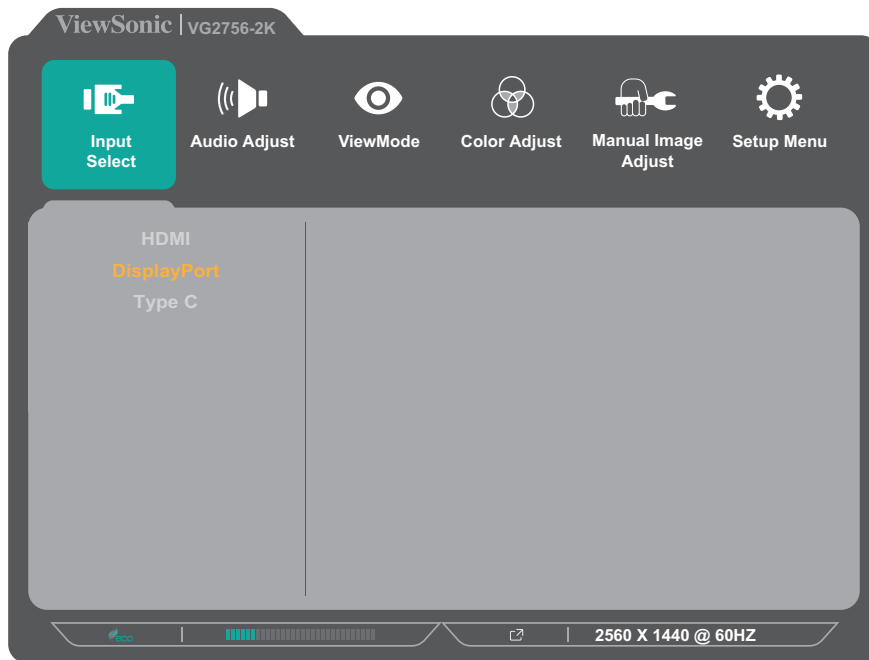 ViewSonic | VG2756-2K
Input
Select
Audio Adjust
ViewMode
Color Adjust
Manual Image
Adjust
Setup Menu
HDMI
DisplayPort
Type C
eco
2560 X 1440 @ 60HZ